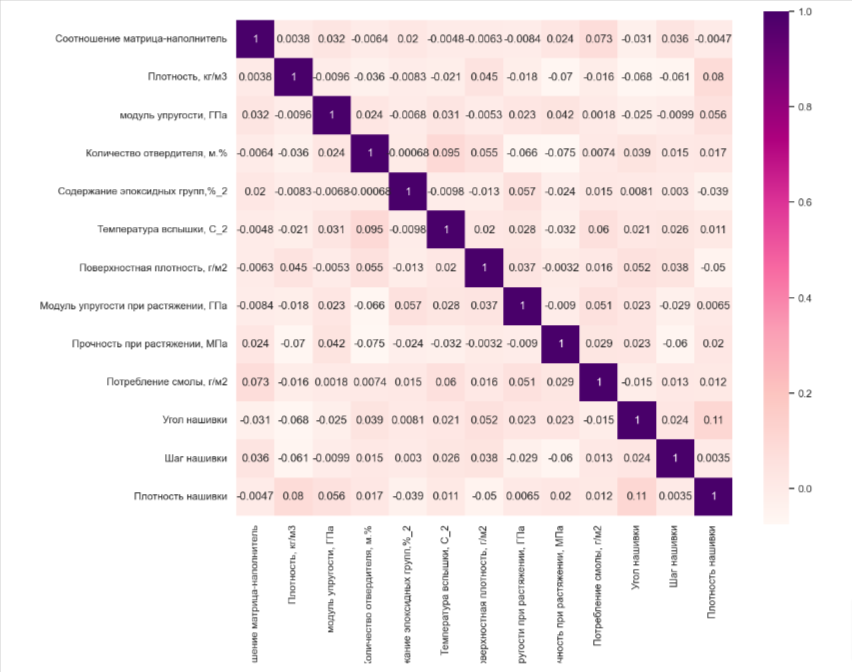 Соотношение матрица-наполнитель 1 0.0038 0.032 -0.0064 0.02 -0.0048 -0.0063 -0.0084 0.024 0.073 -0.031 0.036 -0.0047 1.0
Плотность, кг/м3 0.0038 1 -0.0096 -0.036 -0.0083 -0.021 0.045 -0.018 -0.07 -0.016 -0.068 -0.061 0.08
0.8
модуль упругости, ГПа 0.032 -0.0096 1 0.024 -0.0068 0.031 -0.0053 0.023 0.042 0.0018 -0.025 -0.0099 0.056
Количество отвердителя, м.% -0.0064 -0.036 0.024 1 0.00068 0.095 0.055 -0.066 -0.075 0.0074 0.039 0.015 0.017
Содержание эпоксидных групп,%_2 0.02 -0.0083 -0.0068 0.00068 1 -0.0098 -0.013 0.057 -0.024 0.015 0.0081 0.003 -0.039
0.6
Температура вспышки, С_2 -0.0048 -0.021 0.031 0.095 -0.0098 1 0.02 0.028 -0.032 0.06 0.021 0.026 0.011
Поверхностная плотность, г/м2 -0.0063 0.045 -0.0053 0.055 -0.013 0.02 1 0.037 -0.0032 0.016 0.052 0.038 -0.05
0.4
Модуль упругости при растяжении, ГПа -0.0084 -0.018 0.023 -0.066 0.057 0.028 0.037 1 -0.009 0.051 0.023 -0.029 0.0065
Прочность при растяжении, МПа 0.024 -0.07 0.042 -0.075 -0.024 -0.032 -0.0032 -0.009 1 0.029 0.023 -0.06 0.02
Потребление смолы, г/м2 0.073 -0.016 0.0018 0.0074 0.015 0.06 0.016 0.051 0.029 1 -0.015 0.013 0.012
0.2
Угол нашивки -0.031 -0.068 -0.025 0.039 0.0081 0.021 0.052 0.023 0.023 -0.015 1 0.024 0.11
Шаг нашивки 0.036 -0.061 -0.0099 0.015 0.003 0.026 0.038 -0.029 -0.06 0.013 0.024 1 0.0035
Плотность нашивки -0.0047 0.08 0.056 0.017 -0.039 0.011 -0.05 0.0065 0.02 0.012 0.11 0.0035 1
0.0
шение матрица-наполнитель
Плотность, кг/м3
модуль упругости, ГПа
Количество отвердителя, м.%
жание эпоксидных групп,%_2
Температура вспышки, С_2
верхностная плотность, г/м2
ругости при растяжении, ГПа
чность при растяжении, МПа
Потребление смолы, г/м2
Угол нашивки
Шаг нашивки
Плотность нашивки